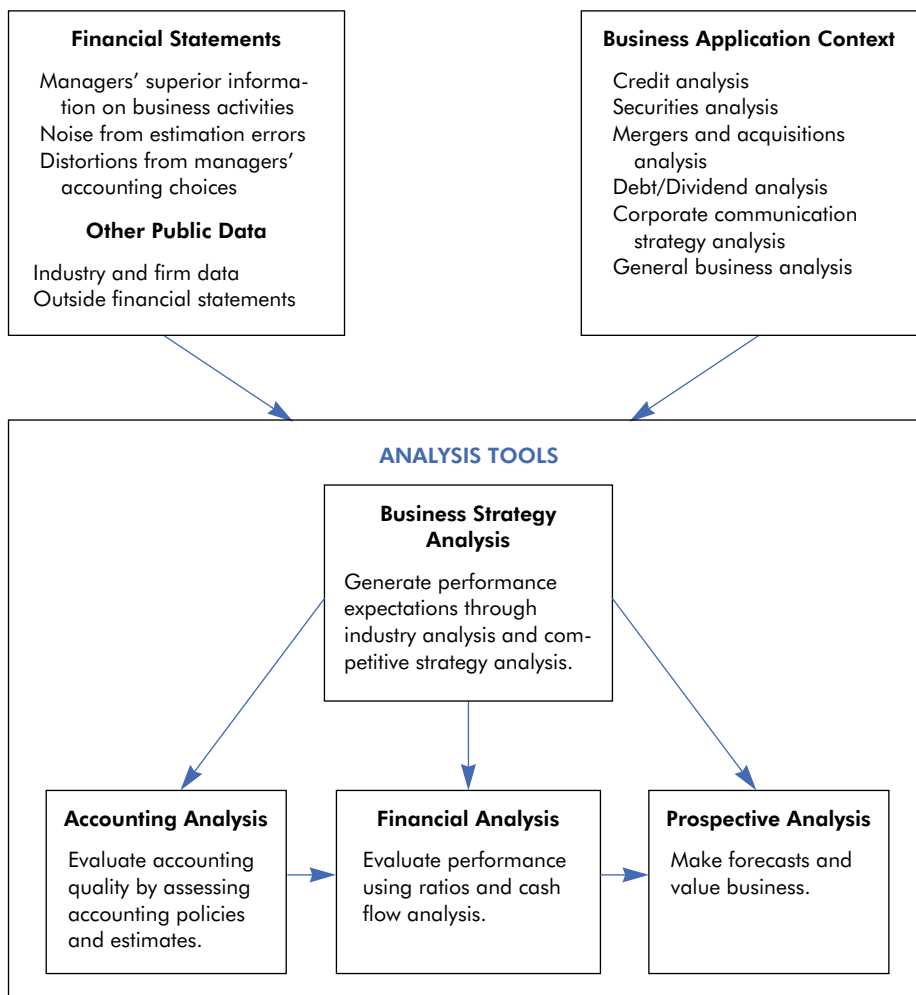 Financial Statements
Managers’ superior informa-
tion on business activities
Noise from estimation errors
Distortions from managers’
accounting choices
Other Public Data
Industry and firm data
Outside financial statements
Business Application Context
Credit analysis
Securities analysis
Mergers and acquisitions
analysis
Debt/Dividend analysis
Corporate communication
strategy analysis
General business analysis
ANALYSIS TOOLS
Business Strategy
Analysis
Generate performance
expectations through
industry analysis and com-
petitive strategy analysis.
Accounting Analysis
Evaluate accounting
quality by assessing
accounting policies
and estimates.
Financial Analysis
Evaluate performance
using ratios and cash
flow analysis.
Prospective Analysis
Make forecasts and
value business.